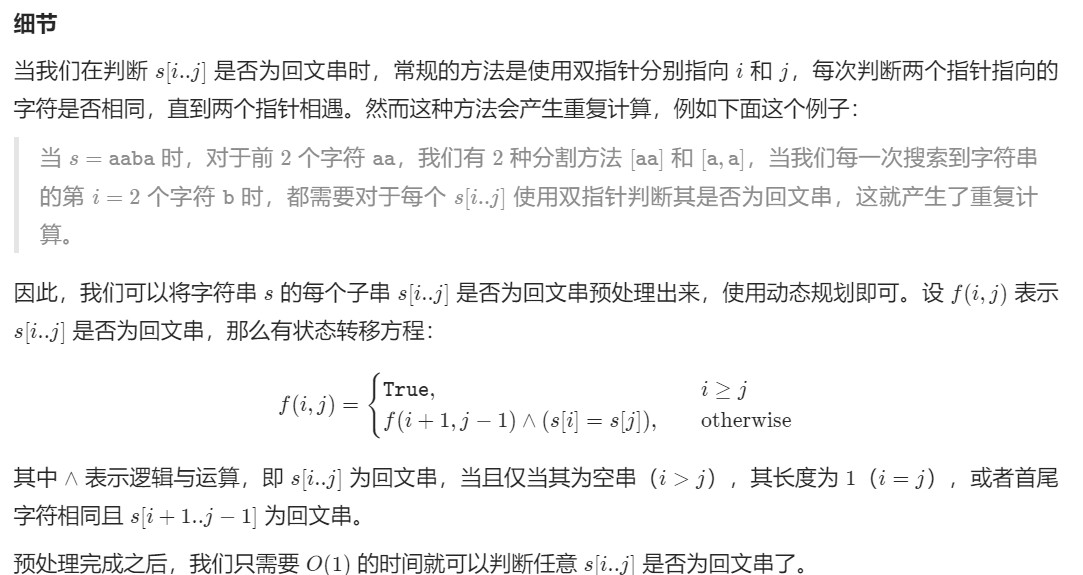 细节
当我们在判断 s[i..j] 是否为回文串时，常规的方法是使用双指针分别指向 i 和 j，每次判断两个指针指向的
字符是否相同，直到两个指针相遇。然而这种方法会产生重复计算，例如下面这个例子：
当 s = aaba 时，对于前 2 个字符 aa，我们有 2 种分割方法 [aa] 和 [a, a]，当我们每一次搜索到字符串
的第 i = 2 个字符 b 时，都需要对于每个 s[i..j] 使用双指针判断其是否为回文串，这就产生了重复计
算。
因此，我们可以将字符串 s 的每个子串 s[i..j] 是否为回文串预处理出来，使用动态规划即可。设 f(i, j) 表示
s[i..j] 是否为回文串，那么有状态转移方程：
f(i, j) = { True, i ≥ j
f(i + 1, j − 1) ∧ (s[i] = s[j]), otherwise
其中 ∧ 表示逻辑与运算，即 s[i..j] 为回文串，当且仅当其为空串（i > j），其长度为 1（i = j），或者首尾
字符相同且 s[i + 1..j − 1] 为回文串。
预处理完成之后，我们只需要 O(1) 的时间就可以判断任意 s[i..j] 是否为回文串了。